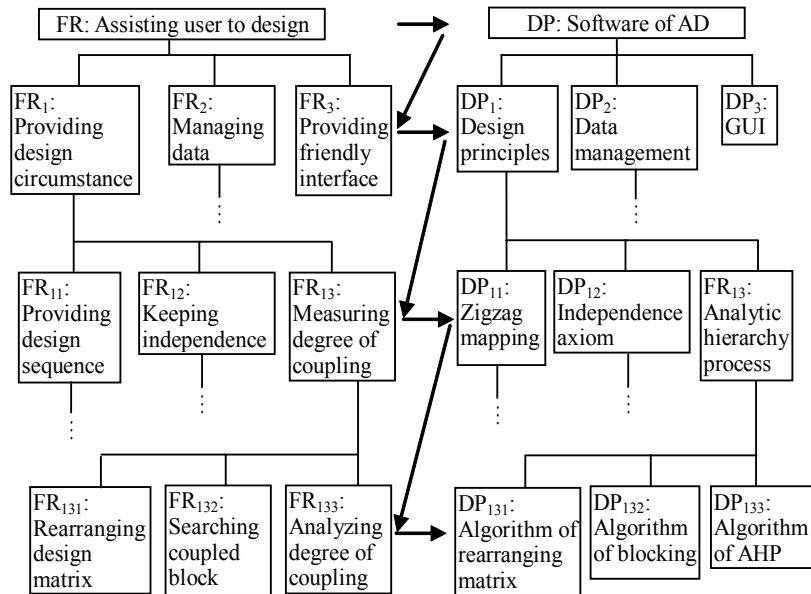 FR: Assisting user to design
DP: Software of AD
FR₁:
Providing
design
circumstance
FR₂:
Managing
data
FR₃:
Providing
friendly
interface
DP₁:
Design
principles
DP₂:
Data
management
DP₃:
GUI
FR₁₁:
Providing
design
sequence
FR₁₂:
Keeping
independence
FR₁₃:
Measuring
degree of
coupling
DP₁₁:
Zigzag
mapping
DP₁₂:
Independence
axiom
FR₁₃:
Analytic
hierarchy
process
FR₁₃₁:
Rearranging
design
matrix
FR₁₃₂:
Searching
coupled
block
FR₁₃₃:
Analyzing
degree of
coupling
DP₁₃₁:
Algorithm of
rearranging
matrix
DP₁₃₂:
Algorithm
of blocking
DP₁₃₃:
Algorithm
of AHP